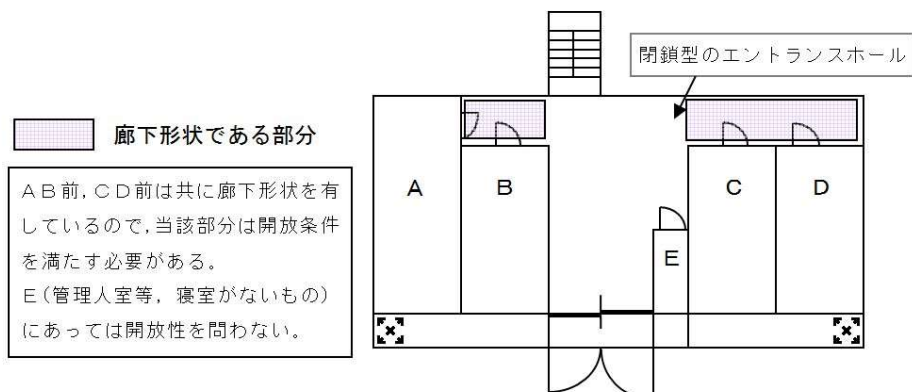 閉鎖型のエントランスホール
廊下形状である部分
AB前,CD前は共に廊下形状を有
しているので,当該部分は開放条件
を満たす必要がある。
E(管理人室等,寝室がないもの)
にあっては開放性を問わない。
A
B
C
D
E